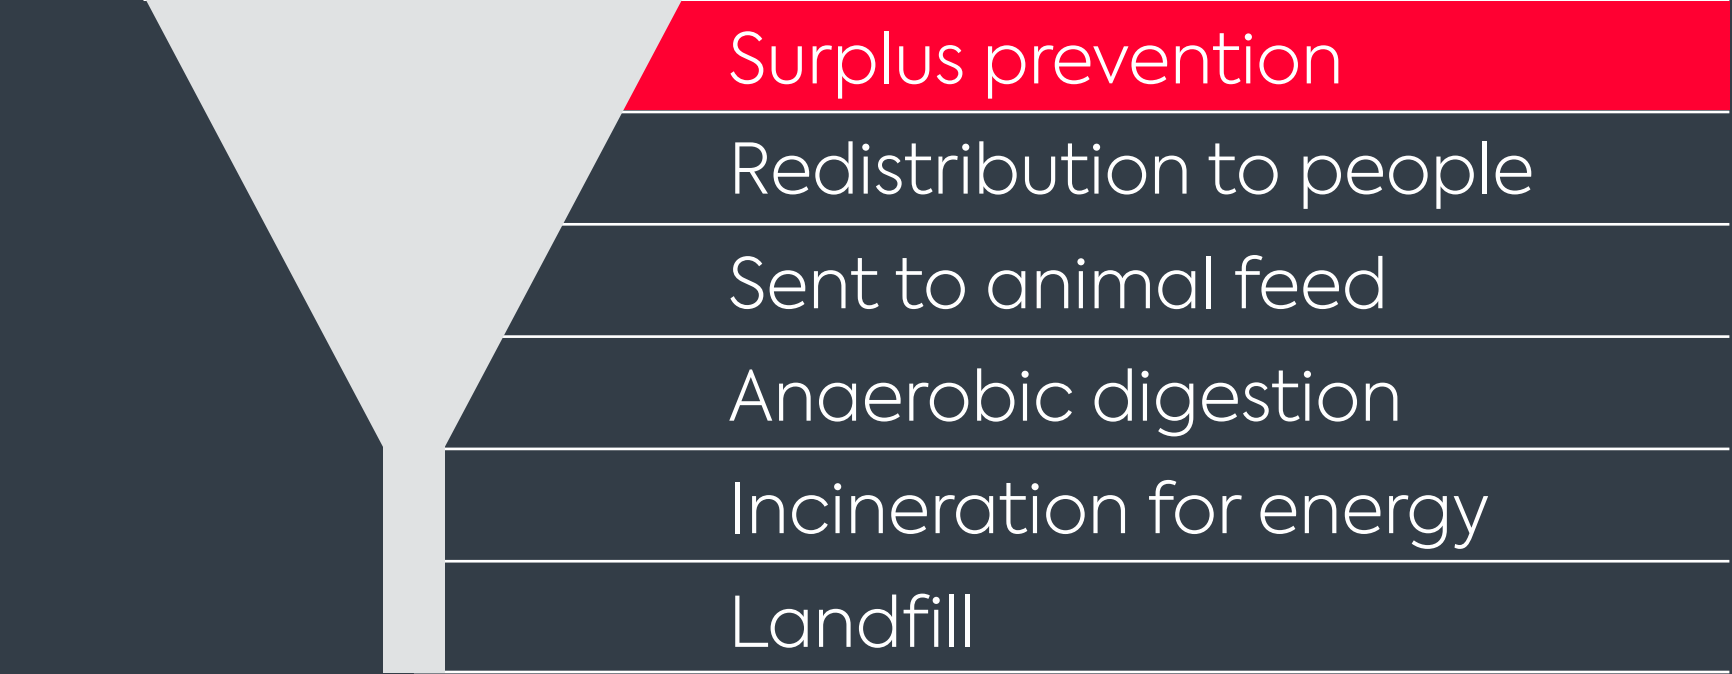 Surplus prevention
Redistribution to people
Sent to animal feed
Anaerobic digestion
Incineration for energy
Landfill